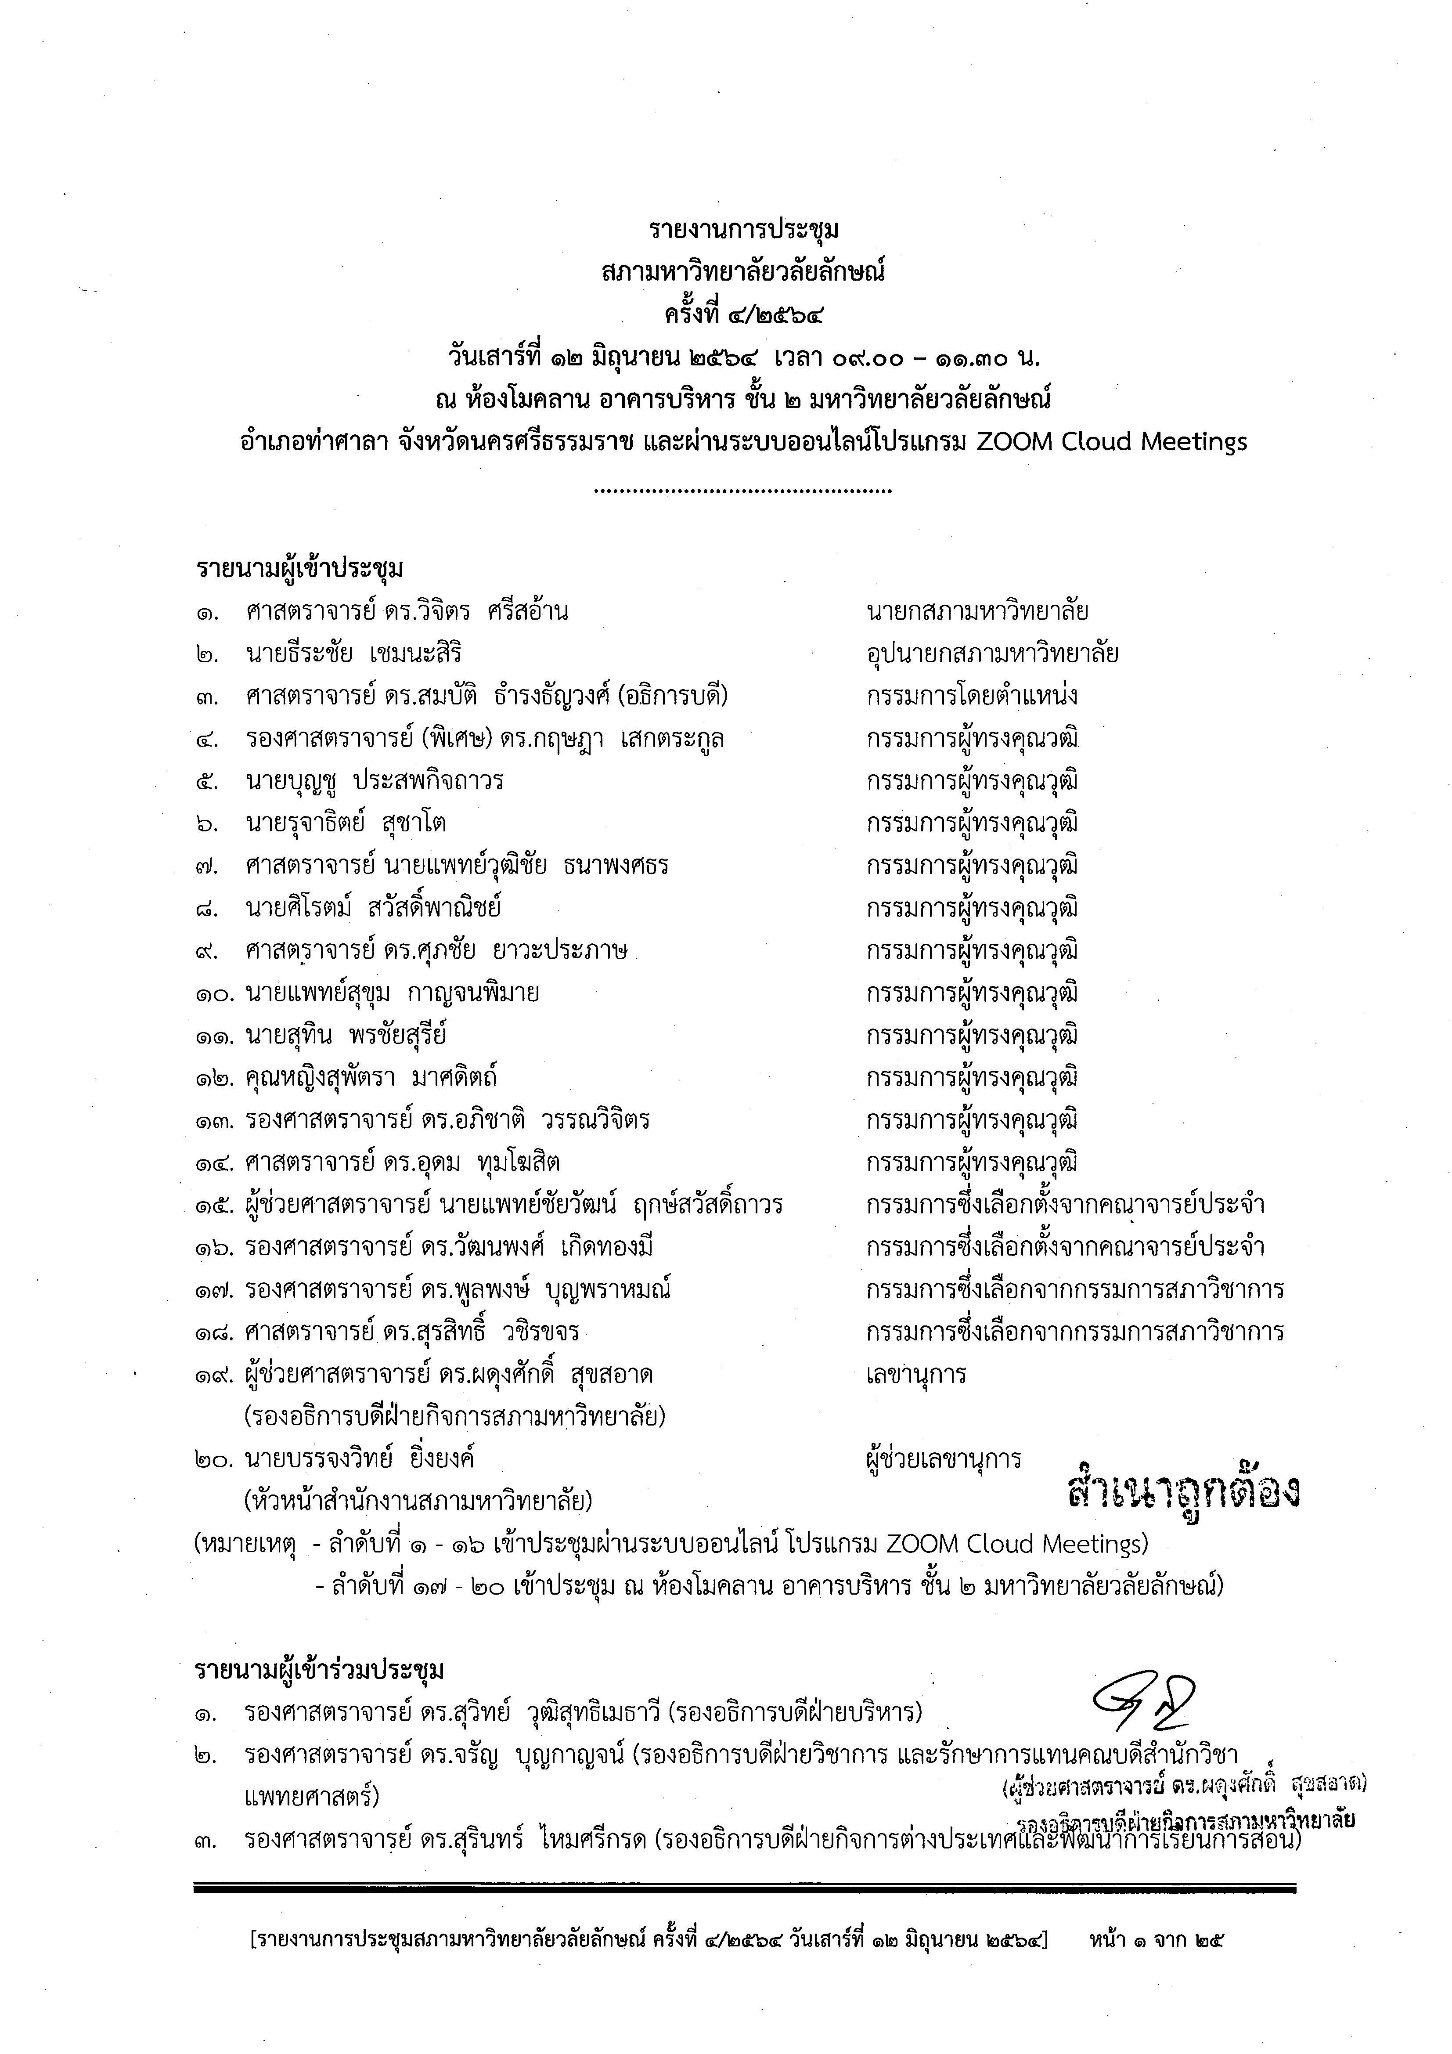 รายงานการประชุม
สภามหาวิทยาลัยวลัยลักษณ์
ครั้งที่ ๔/๒๕๖๔
วันเสาร์ที่ ๑๒ มิถุนายน ๒๕๖๔ เวลา ๐๙.๐๐ – ๑๑.๓๐ น.
ณ ห้องโมคลาน อาคารบริหาร ชั้น ๒ มหาวิทยาลัยวลัยลักษณ์
อำเภอท่าศาลา จังหวัดนครศรีธรรมราช และผ่านระบบออนไลน์โปรแกรม ZOOM Cloud Meetings
...............................................
รายนามผู้เข้าประชุม
๑. ศาสตราจารย์ ดร.วิจิตร ศรีสอ้าน นายกสภามหาวิทยาลัย
๒. นายธีระชัย เชมนะสิริ อุปนายกสภามหาวิทยาลัย
๓. ศาสตราจารย์ ดร.สมบัติ ธำรงธัญวงศ์ (อธิการบดี) กรรมการโดยตำแหน่ง
๔. รองศาสตราจารย์ (พิเศษ) ดร.กฤษฎา เสกตระกูล กรรมการผู้ทรงคุณวุฒิ
๕. นายบุญชู ประสพกิจถาวร กรรมการผู้ทรงคุณวุฒิ
๖. นายรุจาธิตย์ สุชาโต กรรมการผู้ทรงคุณวุฒิ
๗. ศาสตราจารย์ นายแพทย์วุฒิชัย ธนาพงศธร กรรมการผู้ทรงคุณวุฒิ
๘. นายศิโรตม์ สวัสดิ์พาณิชย์ กรรมการผู้ทรงคุณวุฒิ
๙. ศาสตราจารย์ ดร.ศุภชัย ยาวะประภาษ กรรมการผู้ทรงคุณวุฒิ
๑๐. นายแพทย์สุขุม กาญจนพิมาย กรรมการผู้ทรงคุณวุฒิ
๑๑. นายสุทิน พรชัยสุรีย์ กรรมการผู้ทรงคุณวุฒิ
๑๒. คุณหญิงสุพัตรา มาศดิตถ์ กรรมการผู้ทรงคุณวุฒิ
๑๓. รองศาสตราจารย์ ดร.อภิชาติ วรรณวิจิตร กรรมการผู้ทรงคุณวุฒิ
๑๔. ศาสตราจารย์ ดร.อุดม ทุมโฆสิต กรรมการผู้ทรงคุณวุฒิ
๑๕. ผู้ช่วยศาสตราจารย์ นายแพทย์ชัยวัฒน์ ฤกษ์สวัสดิ์ถาวร กรรมการซึ่งเลือกตั้งจากคณาจารย์ประจำ
๑๖. รองศาสตราจารย์ ดร.วัฒนพงศ์ เกิดทองมี กรรมการซึ่งเลือกตั้งจากคณาจารย์ประจำ
๑๗. รองศาสตราจารย์ ดร.พูลพงษ์ บุญพราหมณ์ กรรมการซึ่งเลือกจากกรรมการสภาวิชาการ
๑๘. ศาสตราจารย์ ดร.สุรสิทธิ์ วชิรขจร กรรมการซึ่งเลือกจากกรรมการสภาวิชาการ
๑๙. ผู้ช่วยศาสตราจารย์ ดร.ผดุงศักดิ์ สุขสอาด เลขานุการ
(รองอธิการบดีฝ่ายกิจการสภามหาวิทยาลัย)
๒๐. นายบรรจงวิทย์ ยิ่งยงค์ ผู้ช่วยเลขานุการ
สำเนาถูกต้อง
(หัวหน้าสำนักงานสภามหาวิทยาลัย)
(หมายเหตุ - ลำดับที่ ๑ - ๑๖ เข้าประชุมผ่านระบบออนไลน์ โปรแกรม ZOOM Cloud Meetings)
- ลำดับที่ ๑๗ - ๒๐ เข้าประชุม ณ ห้องโมคลาน อาคารบริหาร ชั้น ๒ มหาวิทยาลัยวลัยลักษณ์)
รายนามผู้เข้าร่วมประชุม
๑. รองศาสตราจารย์ ดร.สุวิทย์ วุฒิสุทธิเมธาวี (รองอธิการบดีฝ่ายบริหาร)
๒. รองศาสตราจารย์ ดร.จรัญ บุญกาญจน์ (รองอธิการบดีฝ่ายวิชาการ และรักษาการแทนคณบดีสำนักวิชา
แพทยศาสตร์)
(ผู้ช่วยศาสตราจารย์ ดร.ผดุงศักดิ์ สุขสอาด)
รองอธิการบดีฝ่ายกิจการสภามหาวิทยาลัย
๓. รองศาสตราจารย์ ดร.สุรินทร์ ไหมศรีกรด (รองอธิการบดีฝ่ายกิจการต่างประเทศและพัฒนาการเรียนการสอน)
[รายงานการประชุมสภามหาวิทยาลัยวลัยลักษณ์ ครั้งที่ ๔/๒๕๖๔ วันเสาร์ที่ ๑๒ มิถุนายน ๒๕๖๔] หน้า ๑ จาก ๒๕